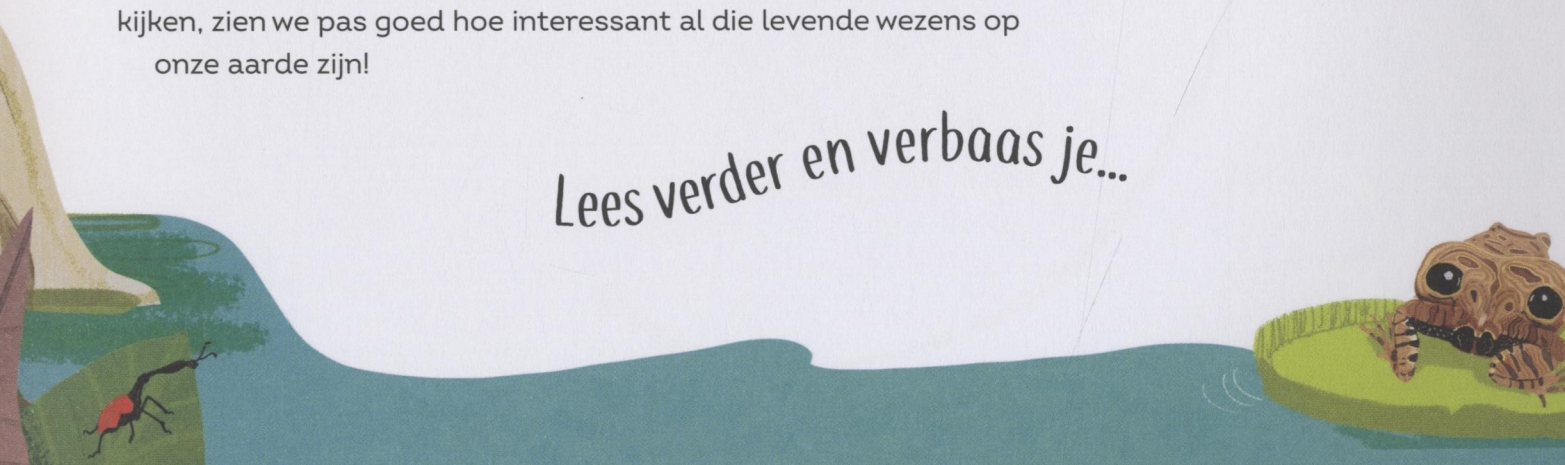 kijken, zien we pas goed hoe interessant al die levende wezens op
onze aarde zijn!
Lees verder en verbaas je...